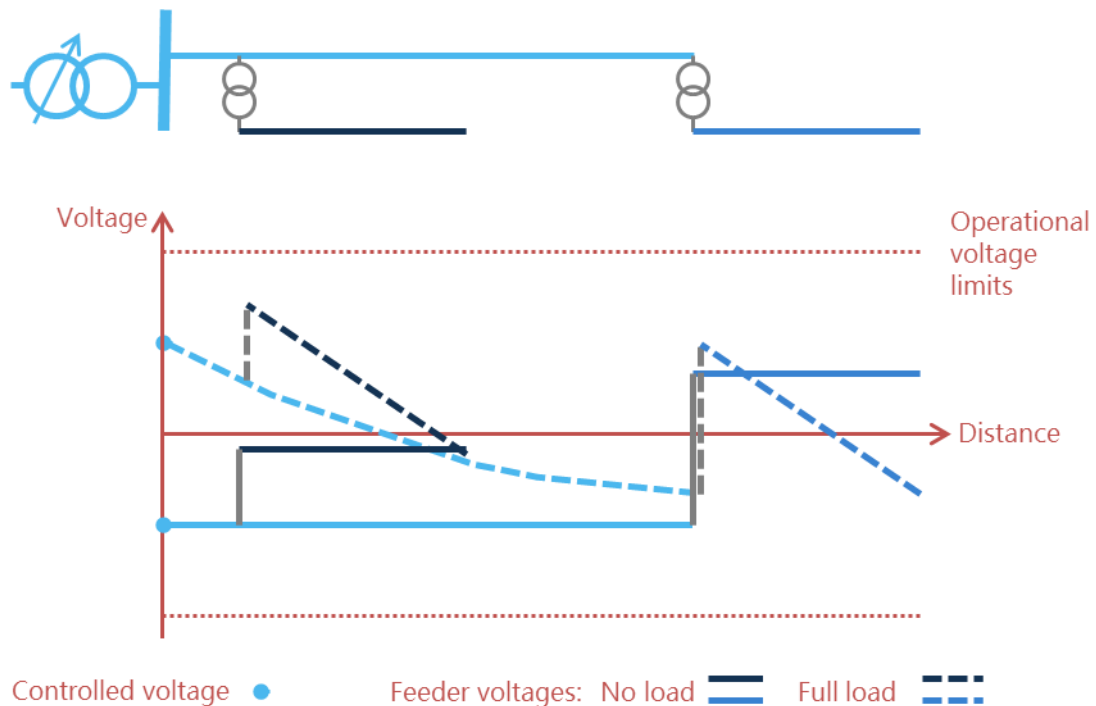 Voltage
Operational
voltage
limits
Distance
Controlled voltage
Feeder voltages: No load Full load